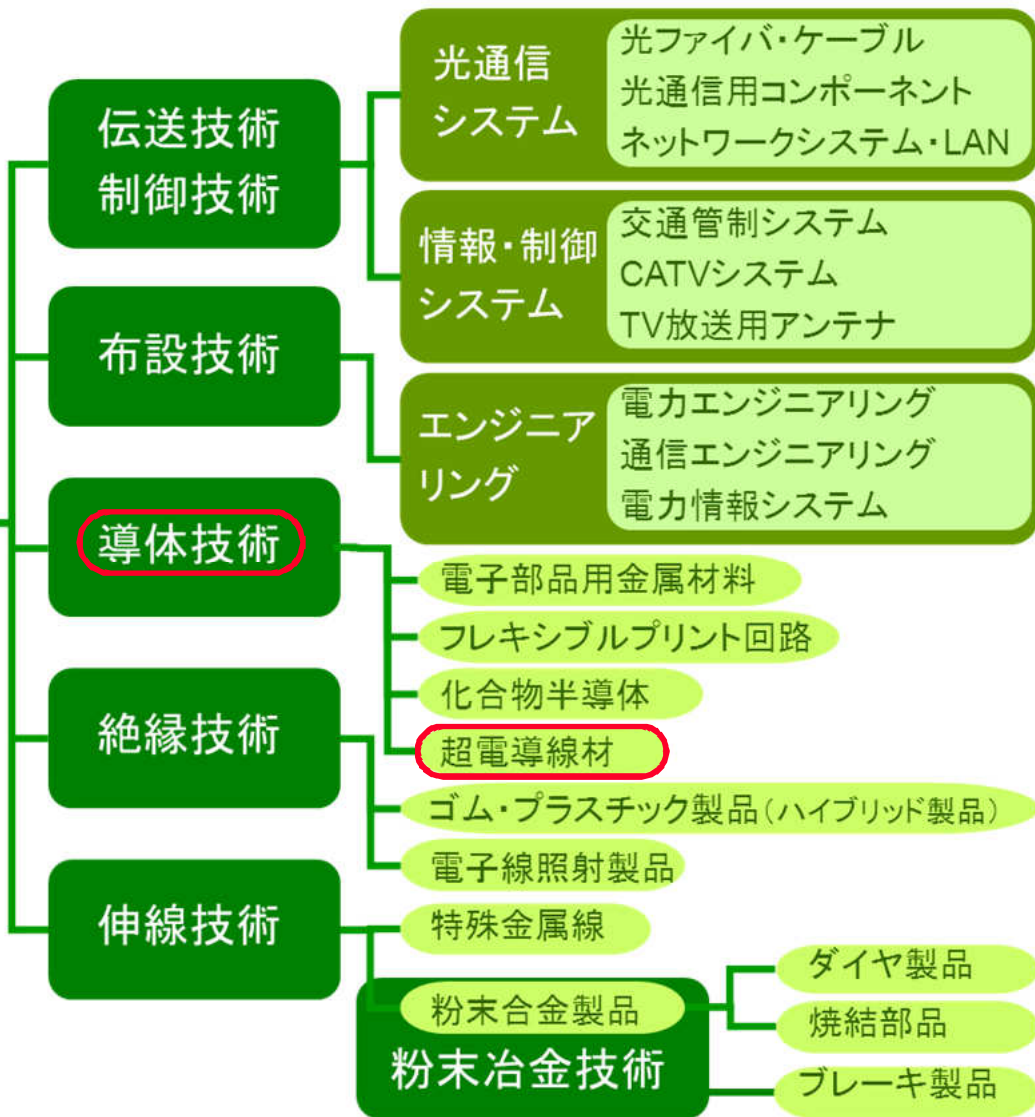 伝送技術
制御技術
光通信
システム
光ファイバ・ケーブル
光通信用コンポーネント
ネットワークシステム・LAN
情報・制御
システム
交通管制システム
CATVシステム
TV放送用アンテナ
布設技術
エンジニア
リング
電力エンジニアリング
通信エンジニアリング
電力情報システム
導体技術
電子部品用金属材料
フレキシブルプリント回路
化合物半導体
超電導線材
絶縁技術
ゴム・プラスチック製品(ハイブリッド製品)
電子線照射製品
伸線技術
特殊金属線
粉末合金製品
粉末冶金技術
ダイヤ製品
焼結部品
ブレーキ製品